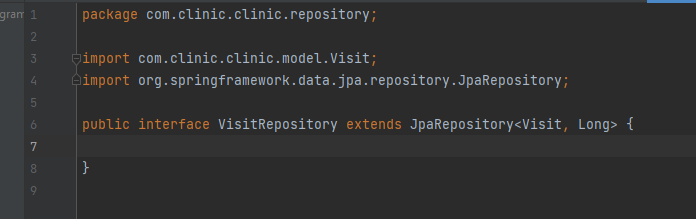 ogram
1 package com.clinic.clinic.repository;
2
3 import com.clinic.clinic.model.Visit;
4 import org.springframework.data.jpa.repository.JpaRepository;
5
6 public interface VisitRepository extends JpaRepository<Visit, Long> {
7
8 }
9